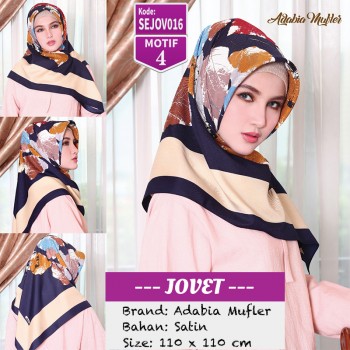 Kode:
SEJOV016
MOTIF
4
Adabia Mufler
--- JOVET ---
Brand: Adabia Mufler
Bahan: Satin
Size: 110 x 110 cm